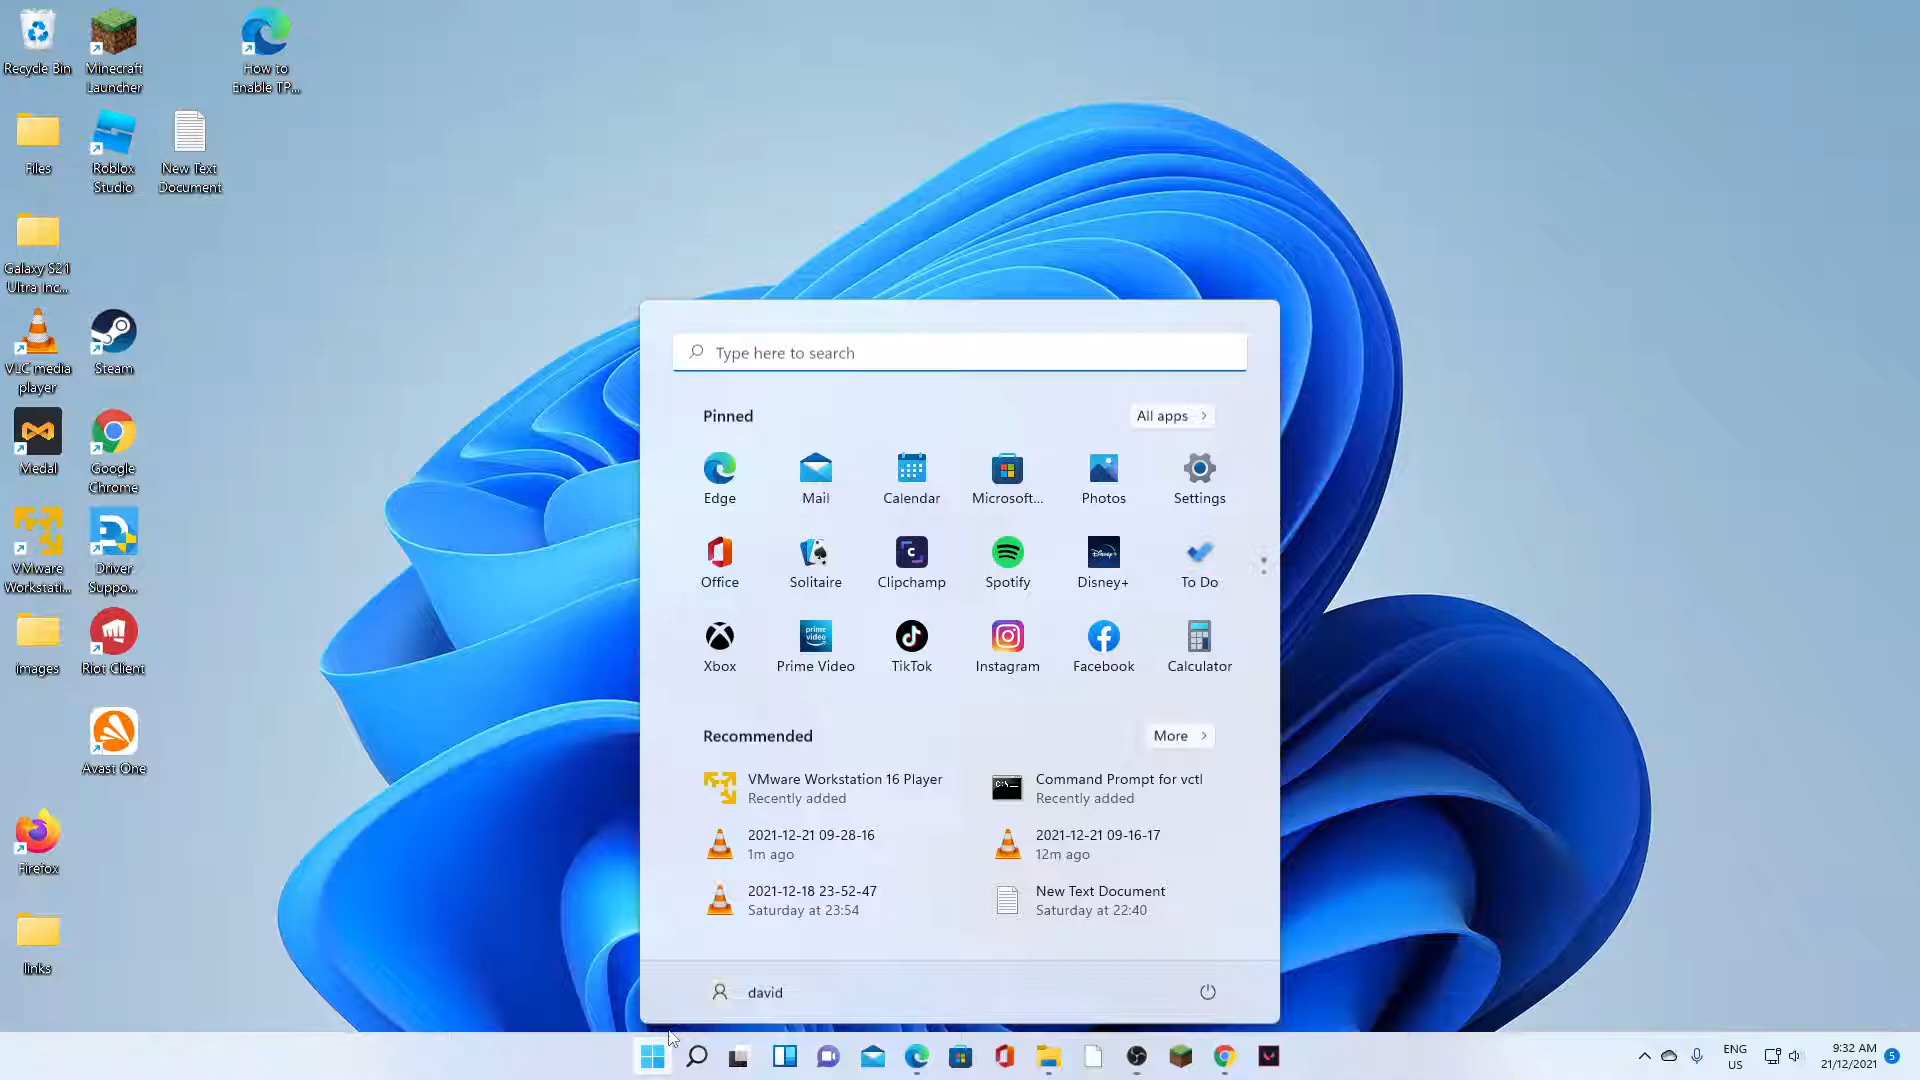 Recycle Bin
Minecraft
Launcher
How to
Enable TP...
Files
Roblox
Studio
New Text
Document
Galaxy S21
Ultra Inc...
VLC media
player
Steam
Medal
Google
Chrome
VMware
Workstati...
Driver
Suppo...
images
Riot Client
Avast One
Firefox
links
Type here to search
Pinned
All apps
Edge
Mail
Calendar
Microsoft...
Photos
Settings
Office
Solitaire
Clipchamp
Spotify
Disney+
To Do
prime
video
Xbox
Prime Video
TikTok
Instagram
Facebook
Calculator
Recommended
More
VMware Workstation 16 Player
Recently added
Command Prompt for vctl
Recently added
2021-12-21 09-28-16
1m ago
2021-12-21 09-16-17
12m ago
2021-12-18 23-52-47
Saturday at 23:54
New Text Document
Saturday at 22:40
david
ENG
US
9:32 AM
21/12/2021
5